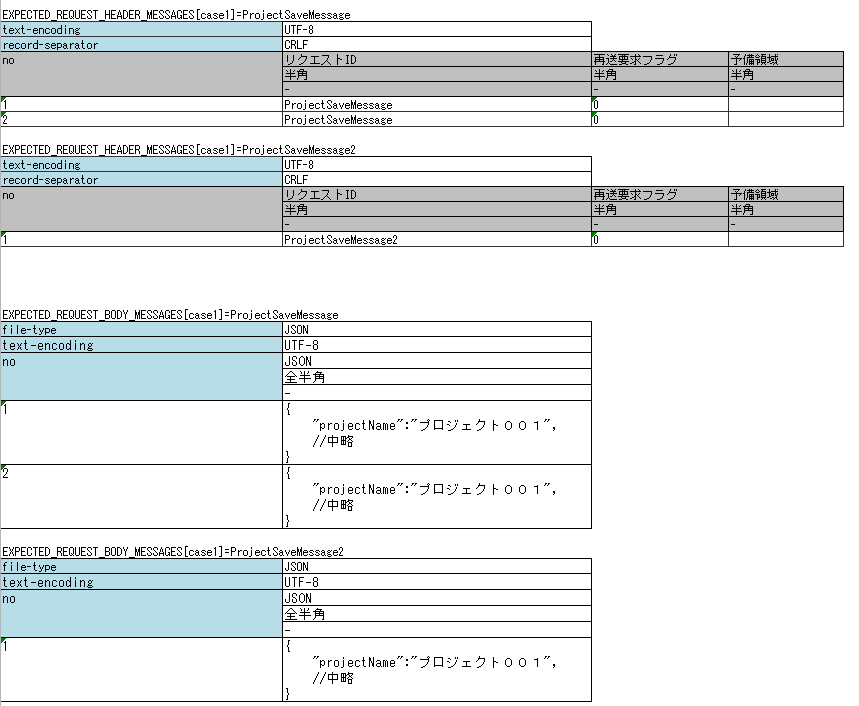 EXPECTED_REQUEST_HEADER_MESSAGES[case1]=ProjectSaveMessage
text-encoding UTF-8
record-separator CRLF
no リクエストID 再送要求フラグ 予備領域
半角 半角 半角
- - -
1 ProjectSaveMessage 0
2 ProjectSaveMessage 0
EXPECTED_REQUEST_HEADER_MESSAGES[case1]=ProjectSaveMessage2
text-encoding UTF-8
record-separator CRLF
no リクエストID 再送要求フラグ 予備領域
半角 半角 半角
- - -
1 ProjectSaveMessage2 0
EXPECTED_REQUEST_BODY_MESSAGES[case1]=ProjectSaveMessage
file-type JSON
text-encoding UTF-8
no JSON
全半角
-
1 {
"projectName":"プロジェクト００１",
//中略
}
2 {
"projectName":"プロジェクト００１",
//中略
}
EXPECTED_REQUEST_BODY_MESSAGES[case1]=ProjectSaveMessage2
file-type JSON
text-encoding UTF-8
no JSON
全半角
-
1 {
"projectName":"プロジェクト００１",
//中略
}